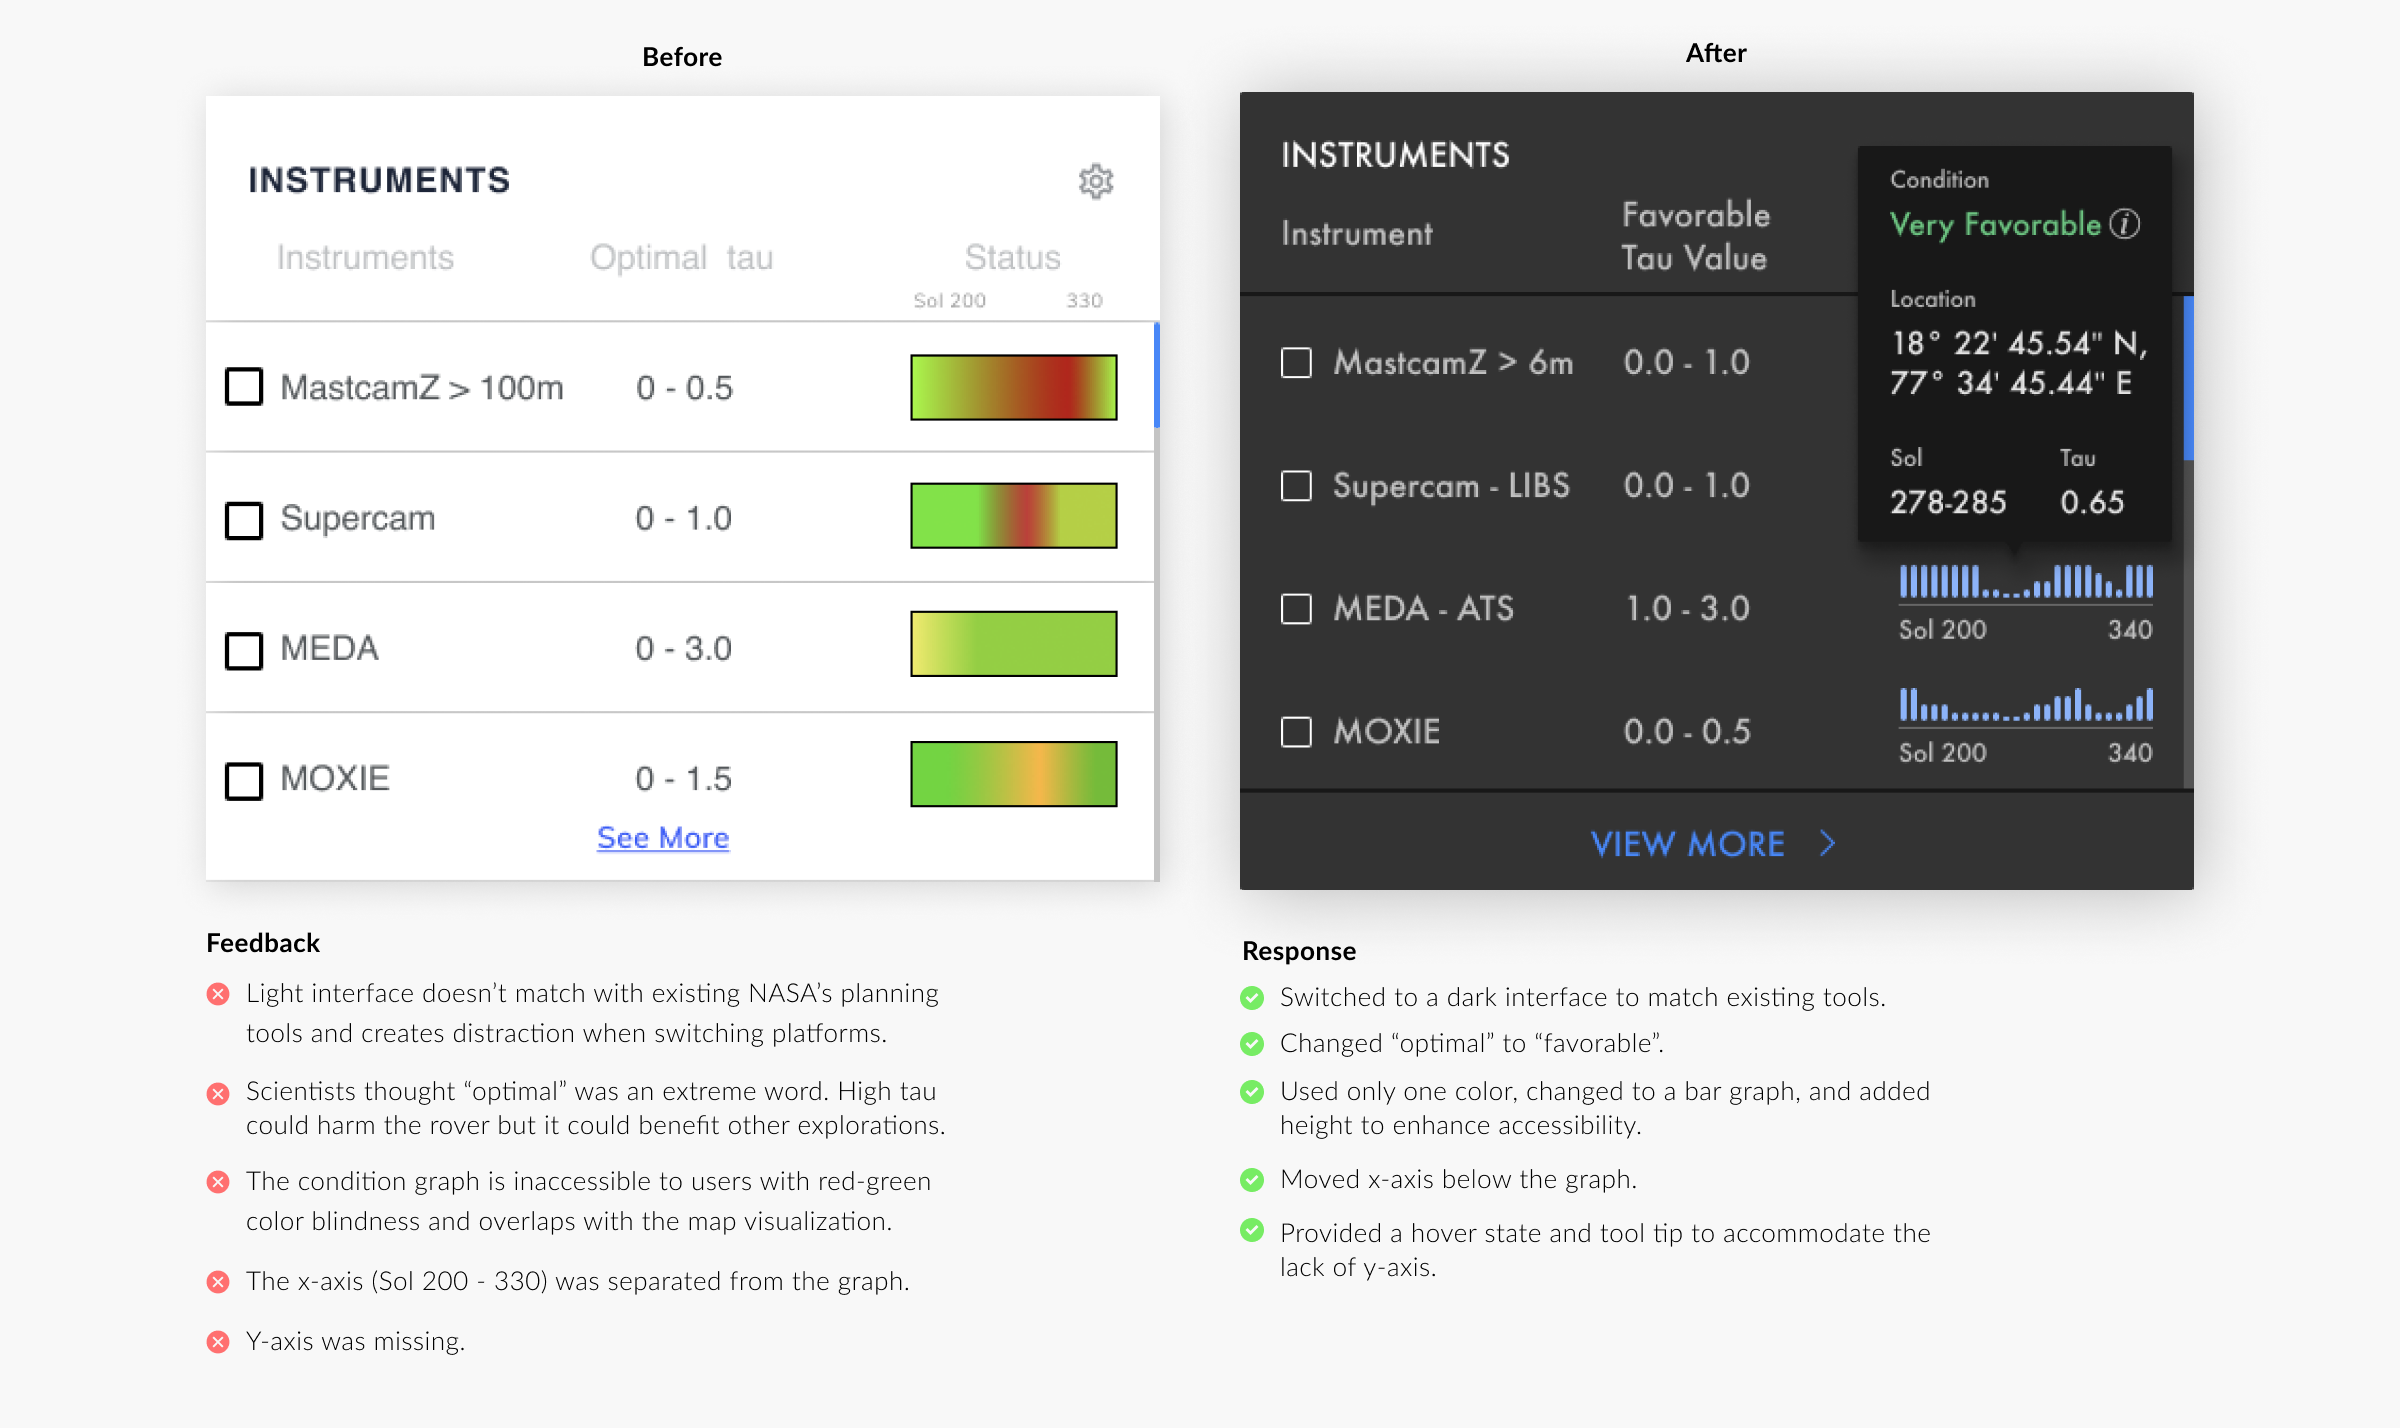 Before
INSTRUMENTS
Instruments Optimal tau Status
Sol 200 330
MastcamZ > 100m 0 - 0.5
Supercam 0 - 1.0
MEDA 0 - 3.0
MOXIE 0 - 1.5
See More
Feedback
Light interface doesn’t match with existing NASA’s planning
tools and creates distraction when switching platforms.
Scientists thought “optimal” was an extreme word. High tau
could harm the rover but it could benefit other explorations.
The condition graph is inaccessible to users with red-green
color blindness and overlaps with the map visualization.
The x-axis (Sol 200 - 330) was separated from the graph.
Y-axis was missing.
After
INSTRUMENTS
Instrument
Favorable
Tau Value
MastcamZ > 6m 0.0 - 1.0
Supercam - LIBS 0.0 - 1.0
MEDA - ATS 1.0 - 3.0
Sol 200 340
MOXIE 0.0 - 0.5
Sol 200 340
Condition
Very Favorable i
Location
18° 22' 45.54" N,
77° 34' 45.44" E
Sol Tau
278-285 0.65
VIEW MORE >
Response
Switched to a dark interface to match existing tools.
Changed “optimal” to “favorable”.
Used only one color, changed to a bar graph, and added
height to enhance accessibility.
Moved x-axis below the graph.
Provided a hover state and tool tip to accommodate the
lack of y-axis.